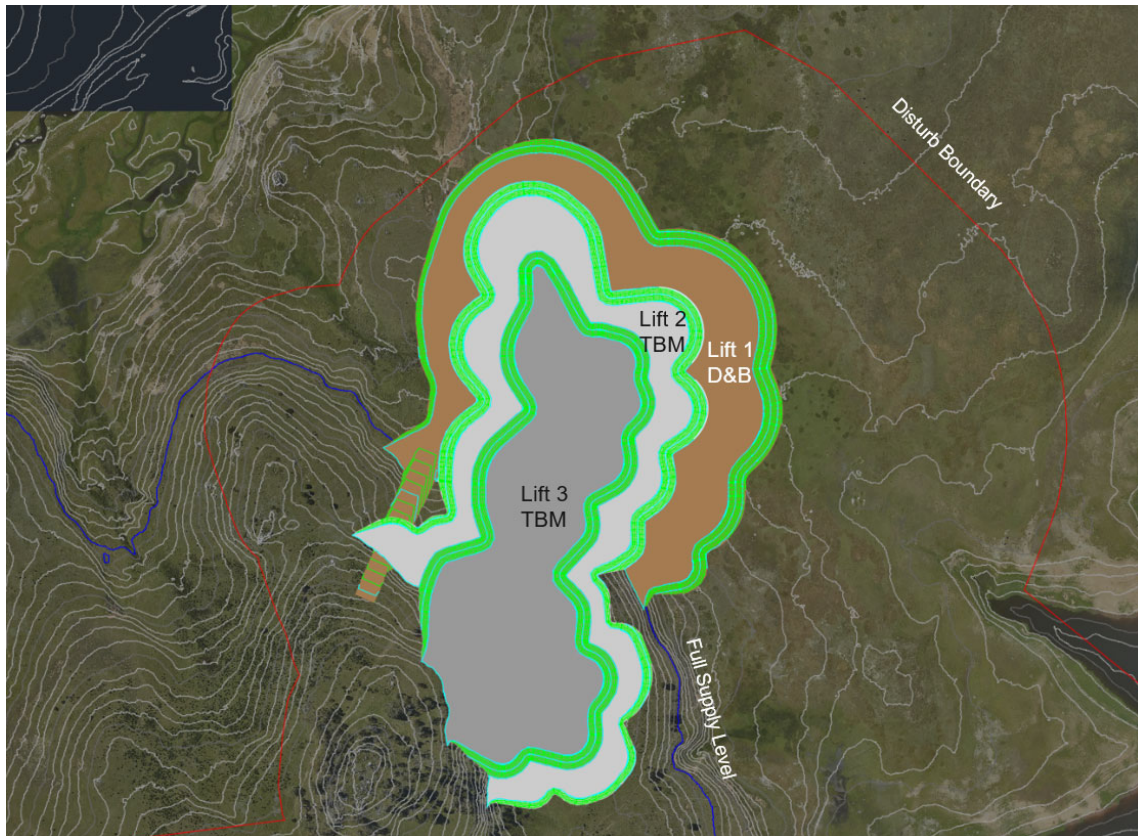 Disturb Boundary
Lift 2
TBM
Lift 1
D&B
Lift 3
TBM
Full Supply Level